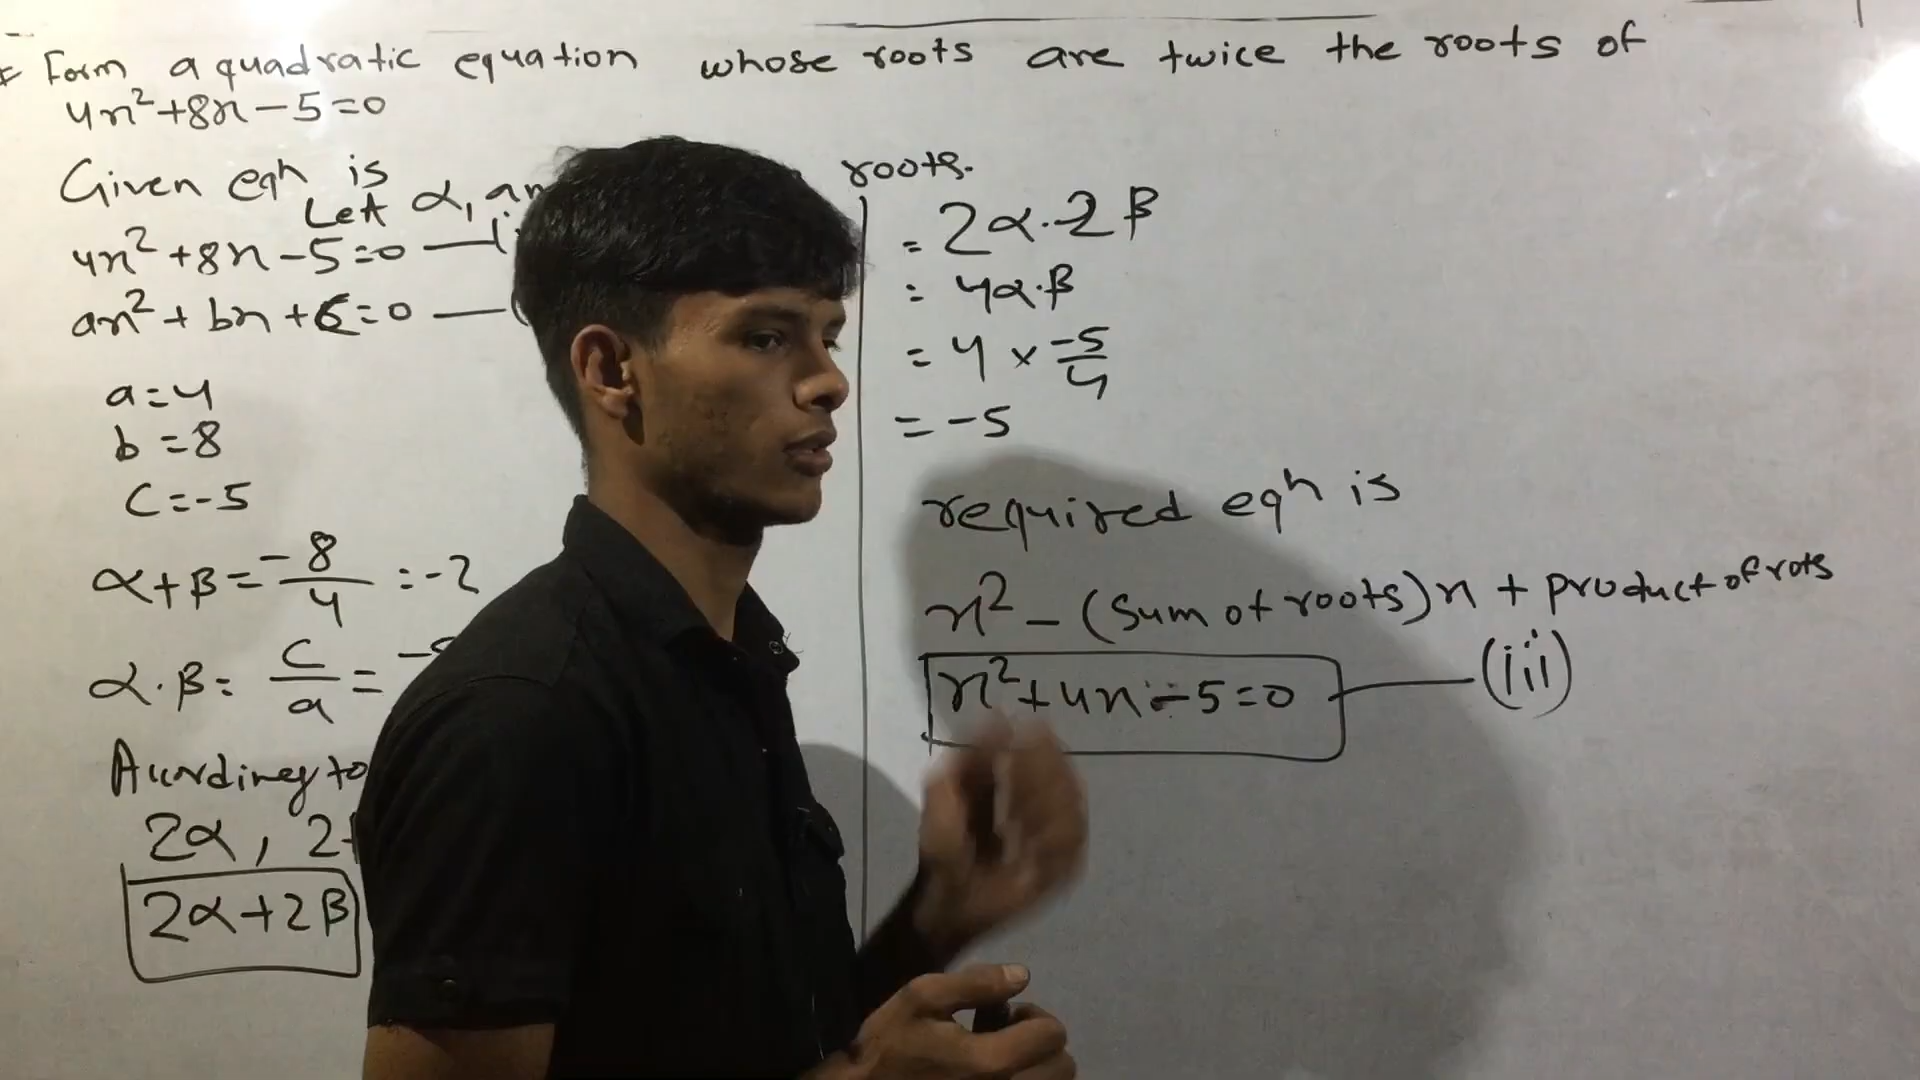 Form a quadratic equation whose roots are twice the roots of
4x²+8x-5=0
Given eqn is
Let α, an
4x²+8x-5=0 — (i
ax²+bx+c=0 — (
a=4
b=8
c=-5
α+β=-8/4 =-2
α.β= c/a = -5
According to
2α, 2
2α+2β
roots.
= 2α.2β
= 4α.β
= 4 × -5/4
= -5
required eqn is
x² - (sum of roots)x + product of rots
x²+4x-5=0 — (iii)